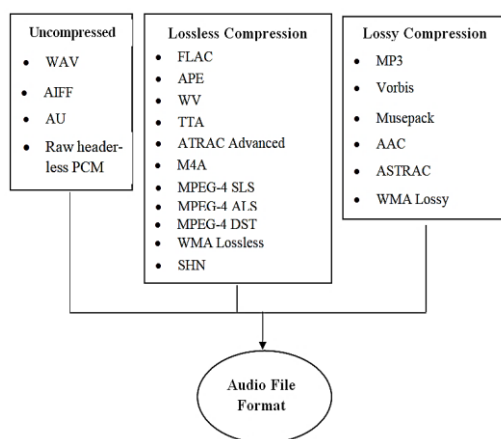 Uncompressed
WAV
AIFF
AU
Raw header-
less PCM
Lossless Compression
FLAC
APE
WV
TTA
ATRAC Advanced
M4A
MPEG-4 SLS
MPEG-4 ALS
MPEG-4 DST
WMA Lossless
SHN
Lossy Compression
MP3
Vorbis
Musepack
AAC
ASTRAC
WMA Lossy
Audio File
Format